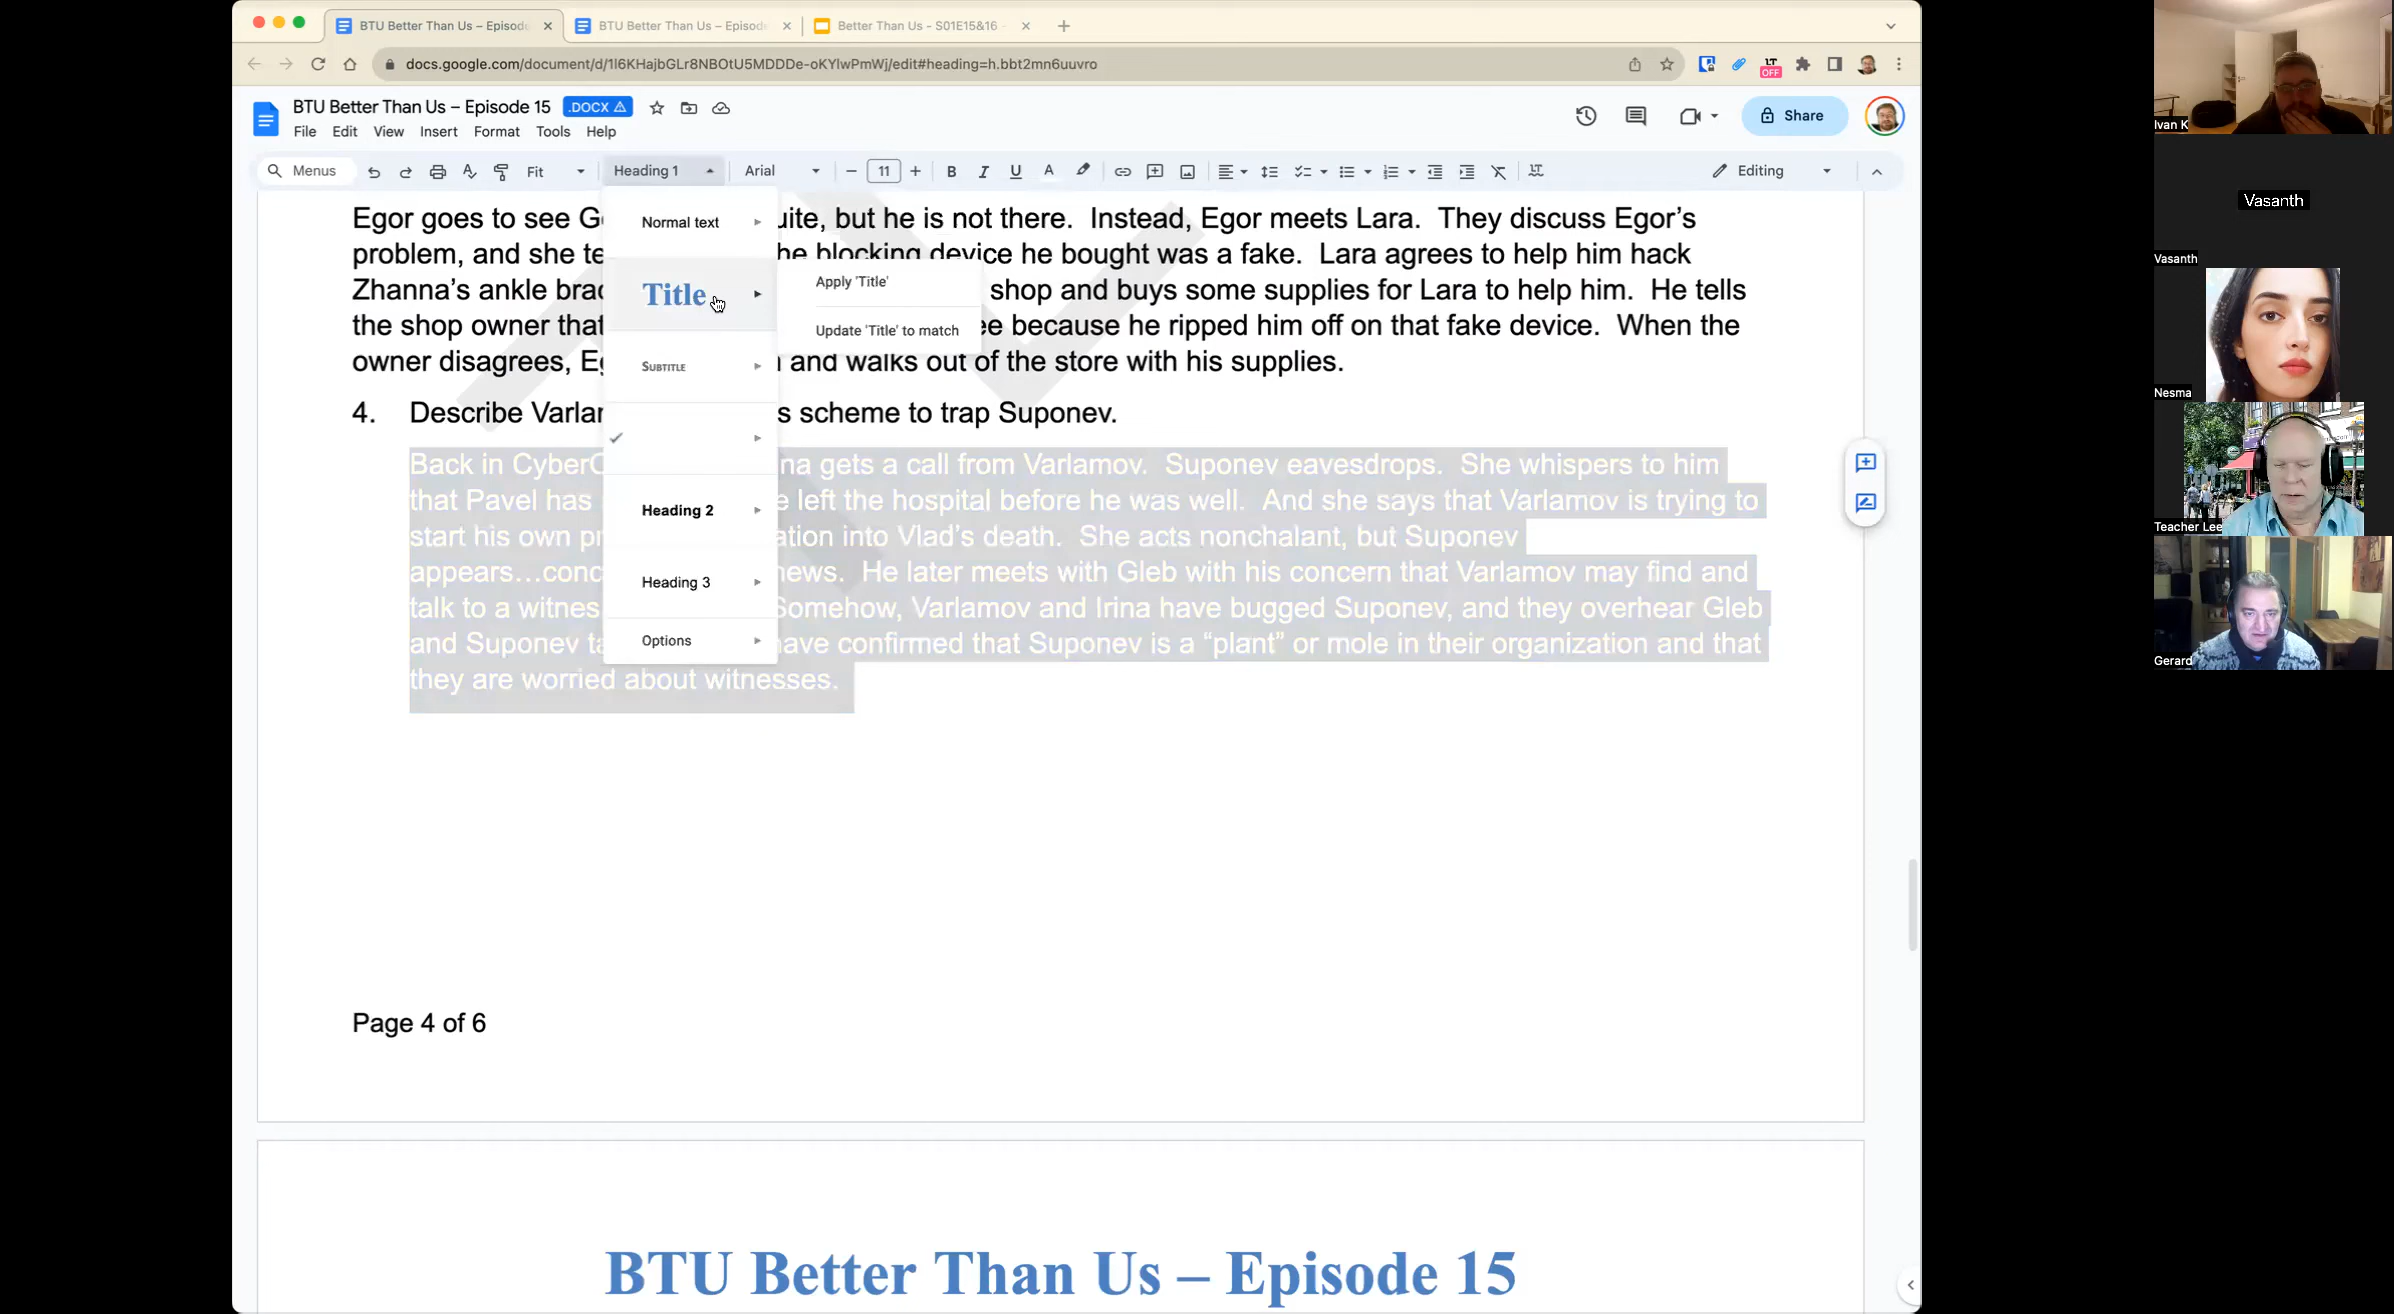 BTU Better Than Us – Episode
BTU Better Than Us – Episode
Better Than Us - S01E15&16
docs.google.com/document/d/1I6KHajbGLr8NBOtU5MDDDe-oKYlwPmWj/edit#heading=h.bbt2mn6uuvro
LT OFF
BTU Better Than Us – Episode 15 .DOCX
File Edit View Insert Format Tools Help
Share
Menus Fit Heading 1 Arial 11 Editing
Egor goes to see G uite, but he is not there. Instead, Egor meets Lara. They discuss Egor’s
problem, and she te he blocking device he bought was a fake. Lara agrees to help him hack
Zhanna’s ankle brac shop and buys some supplies for Lara to help him. He tells
the shop owner that ee because he ripped him off on that fake device. When the
owner disagrees, Eg and walks out of the store with his supplies.
4. Describe Varlam s scheme to trap Suponev.
Back in CyberC na gets a call from Varlamov. Suponev eavesdrops. She whispers to him
that Pavel has e left the hospital before he was well. And she says that Varlamov is trying to
start his own pr ation into Vlad’s death. She acts nonchalant, but Suponev
appears…conc news. He later meets with Gleb with his concern that Varlamov may find and
talk to a witnes Somehow, Varlamov and Irina have bugged Suponev, and they overhear Gleb
and Suponev ta have confirmed that Suponev is a “plant” or mole in their organization and that
they are worried about witnesses.
Normal text
Title
Subtitle
Heading 2
Heading 3
Options
Apply 'Title'
Update 'Title' to match
Page 4 of 6
BTU Better Than Us – Episode 15
Ivan K
Vasanth
Vasanth
Nesma
Teacher Lee
Gerard